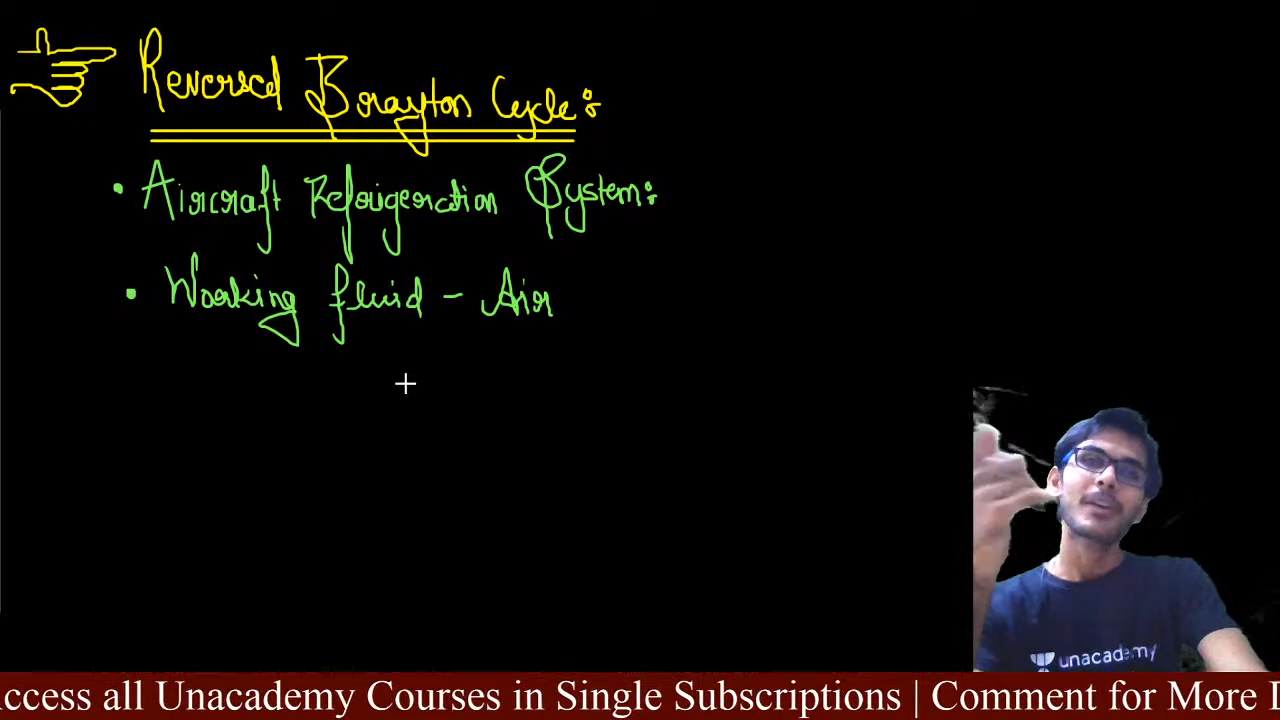 Reversed Brayton Cycle:
• Aircraft Refrigeration System:
• Working fluid - Air
unacademy
ccess all Unacademy Courses in Single Subscriptions | Comment for More